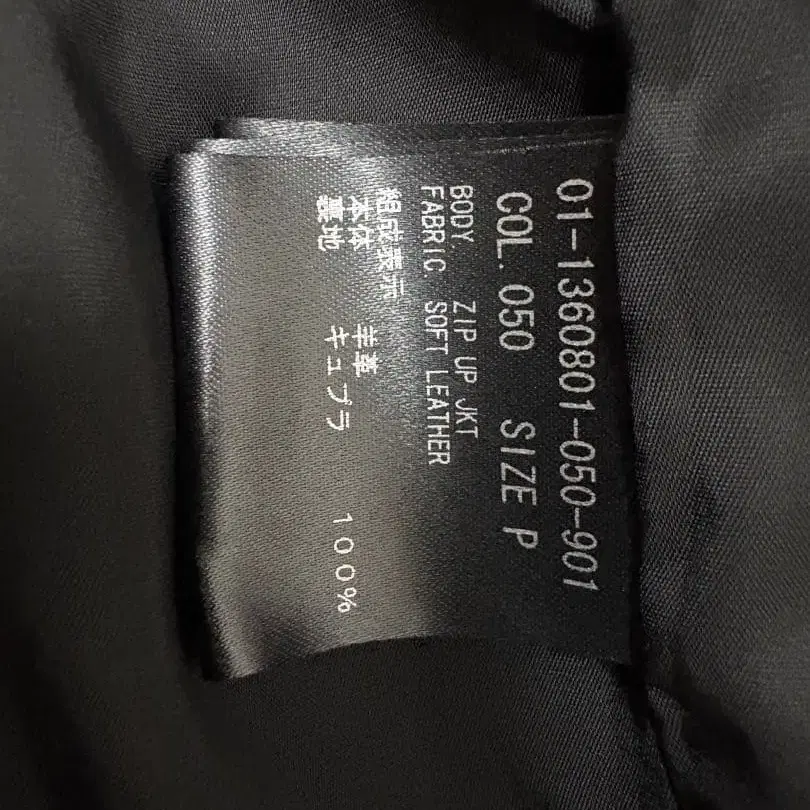 01-1360801-050-901
COL. 050 SIZE P
BODY ZIP UP JKT
FABRIC SOFT LEATHER
組成表示
本体 羊革
裏地 キュプラ 100%